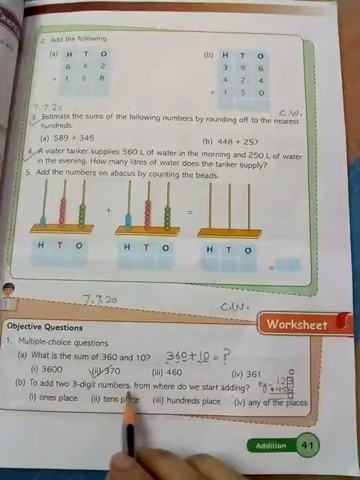 2. Add the following.
(a) H T O (b) H T O
6 4 2 3 9 6
+ 1 5 8 4 2 4
+ 1 5 0
7.7.20 C.W.
3. Estimate the sums of the following numbers by rounding off to the nearest
hundreds.
(a) 589 + 345 (b) 448 + 257
4. A water tanker supplies 560 L of water in the morning and 250 L of water
in the evening. How many litres of water does the tanker supply?
5. Add the numbers on abacus by counting the beads.
+ =
H T O H T O H T O
=
7.7.20 C.W.
Worksheet
Objective Questions
1. Multiple-choice questions.
(a) What is the sum of 360 and 10? 360+10 = ?
(i) 3600 (ii) 370 (iii) 460 (iv) 361
(b) To add two 3-digit numbers, from where do we start adding?
(i) ones place (ii) tens place (iii) hundreds place (iv) any of the places
Addition 41